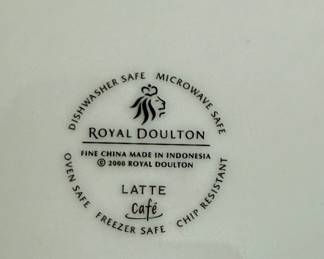 DISHWASHER SAFE MICROWAVE SAFE
ROYAL DOULTON
FINE CHINA MADE IN INDONESIA
© 2000 ROYAL DOULTON
LATTE
Café
OVEN SAFE FREEZER SAFE CHIP RESISTANT